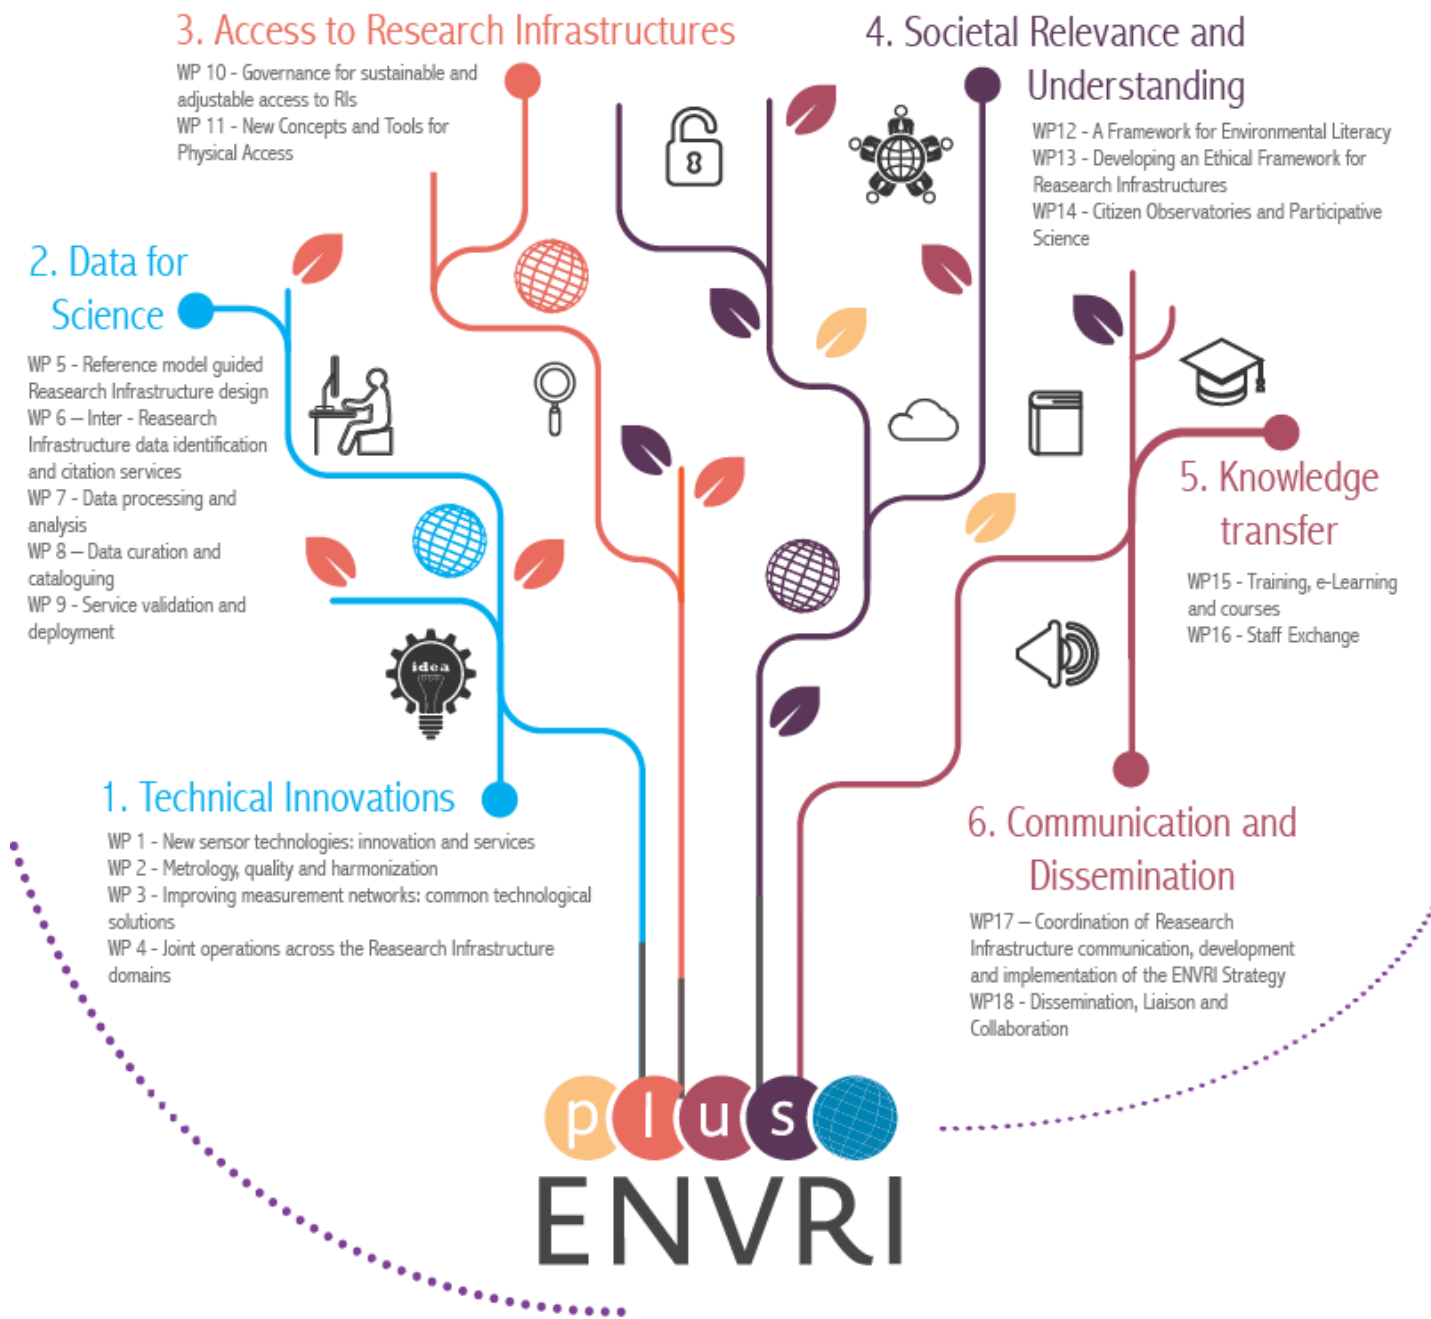 3. Access to Research Infrastructures
WP 10 - Governance for sustainable and
adjustable access to RIs
WP 11 - New Concepts and Tools for
Physical Access
4. Societal Relevance and
Understanding
WP12 - A Framework for Environmental Literacy
WP13 - Developing an Ethical Framework for
Reasearch Infrastructures
WP14 - Citizen Observatories and Participative
Science
2. Data for
Science
WP 5 - Reference model guided
Reasearch Infrastructure design
WP 6 – Inter - Reasearch
Infrastructure data identification
and citation services
WP 7 - Data processing and
analysis
WP 8 – Data curation and
cataloguing
WP 9 - Service validation and
deployment
idea
5. Knowledge
transfer
WP15 - Training, e-Learning
and courses
WP16 - Staff Exchange
1. Technical Innovations
WP 1 - New sensor technologies: innovation and services
WP 2 - Metrology, quality and harmonization
WP 3 - Improving measurement networks: common technological
solutions
WP 4 - Joint operations across the Reasearch Infrastructure
domains
6. Communication and
Dissemination
WP17 – Coordination of Reasearch
Infrastructure communication, development
and implementation of the ENVRI Strategy
WP18 - Dissemination, Liaison and
Collaboration
plus
ENVRI